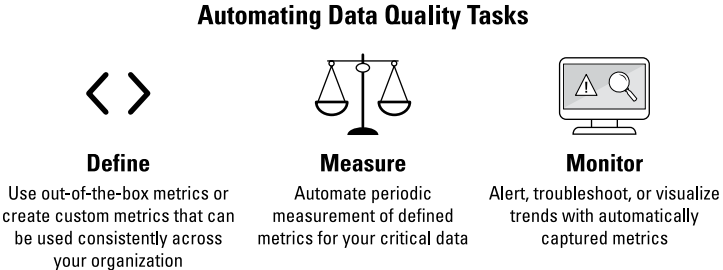 Automating Data Quality Tasks
Define
Use out-of-the-box metrics or
create custom metrics that can
be used consistently across
your organization
Measure
Automate periodic
measurement of defined
metrics for your critical data
Monitor
Alert, troubleshoot, or visualize
trends with automatically
captured metrics